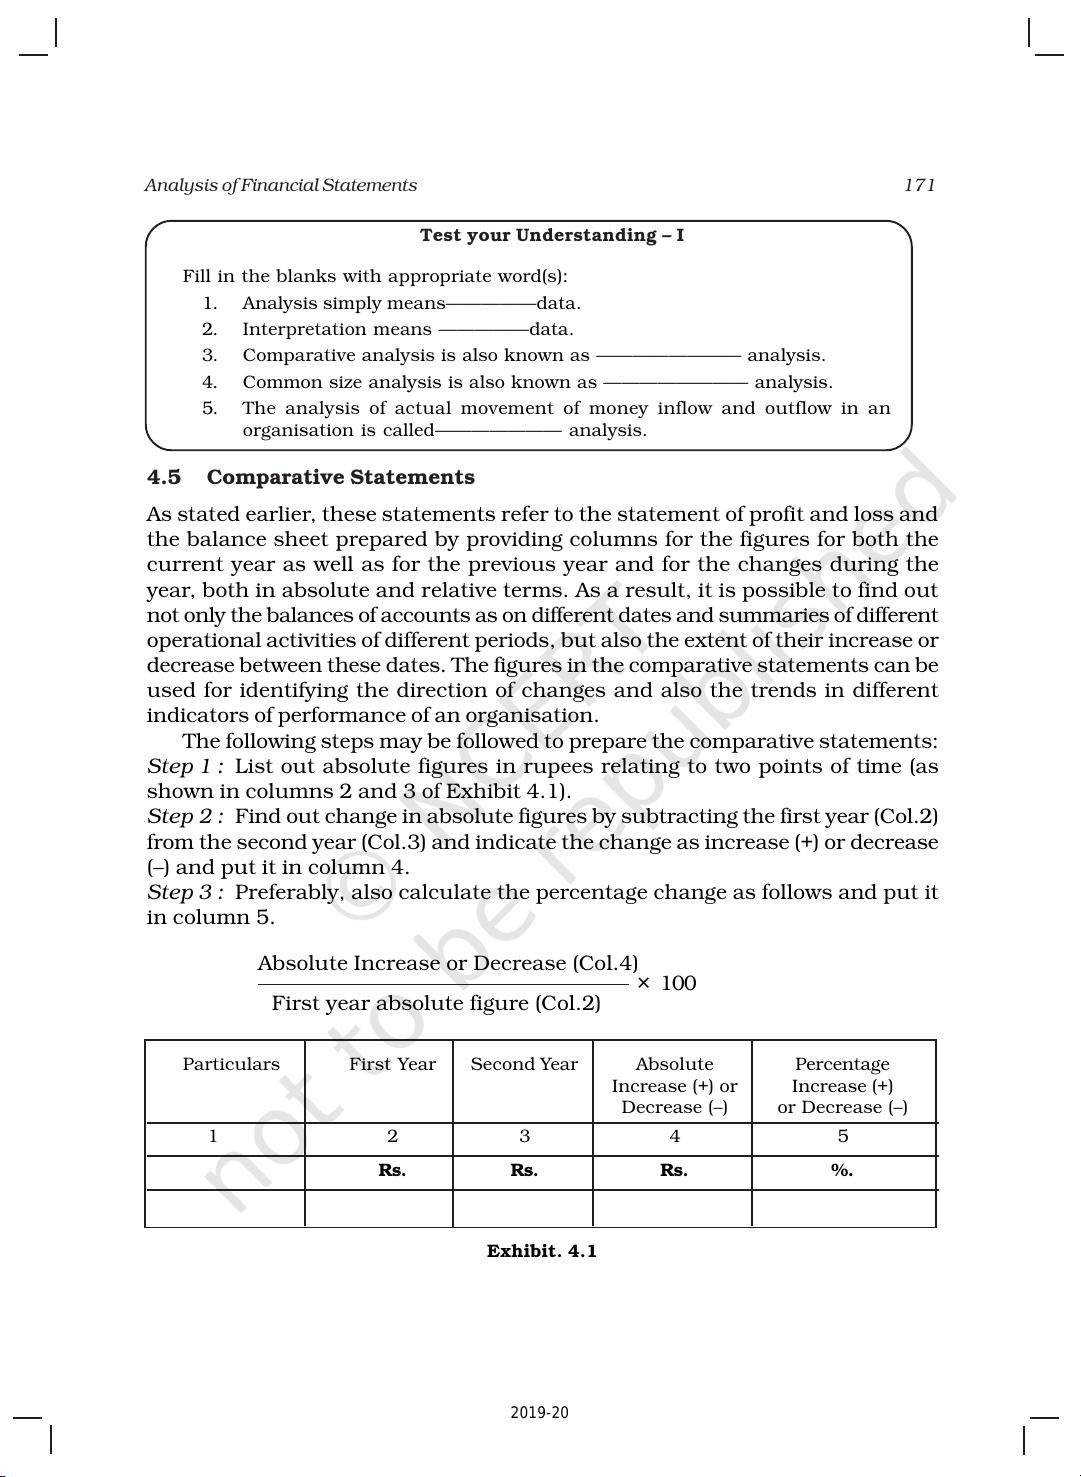 Analysis of Financial Statements 171
Test your Understanding – I
Fill in the blanks with appropriate word(s):
1. Analysis simply means—————data.
2. Interpretation means —————data.
3. Comparative analysis is also known as ———————— analysis.
4. Common size analysis is also known as ———————— analysis.
5. The analysis of actual movement of money inflow and outflow in an
organisation is called——————— analysis.
4.5 Comparative Statements
As stated earlier, these statements refer to the statement of profit and loss and
the balance sheet prepared by providing columns for the figures for both the
current year as well as for the previous year and for the changes during the
year, both in absolute and relative terms. As a result, it is possible to find out
not only the balances of accounts as on different dates and summaries of different
operational activities of different periods, but also the extent of their increase or
decrease between these dates. The figures in the comparative statements can be
used for identifying the direction of changes and also the trends in different
indicators of performance of an organisation.
The following steps may be followed to prepare the comparative statements:
Step 1 : List out absolute figures in rupees relating to two points of time (as
shown in columns 2 and 3 of Exhibit 4.1).
Step 2 : Find out change in absolute figures by subtracting the first year (Col.2)
from the second year (Col.3) and indicate the change as increase (+) or decrease
(–) and put it in column 4.
Step 3 : Preferably, also calculate the percentage change as follows and put it
in column 5.
Absolute Increase or Decrease (Col.4)
× 100
First year absolute figure (Col.2)
Particulars First Year Second Year Absolute Percentage
Increase (+) or Increase (+)
Decrease (–) or Decrease (–)
1 2 3 4 5
Rs. Rs. Rs. %.
Exhibit. 4.1
2019-20
© NCERT
not to be republished